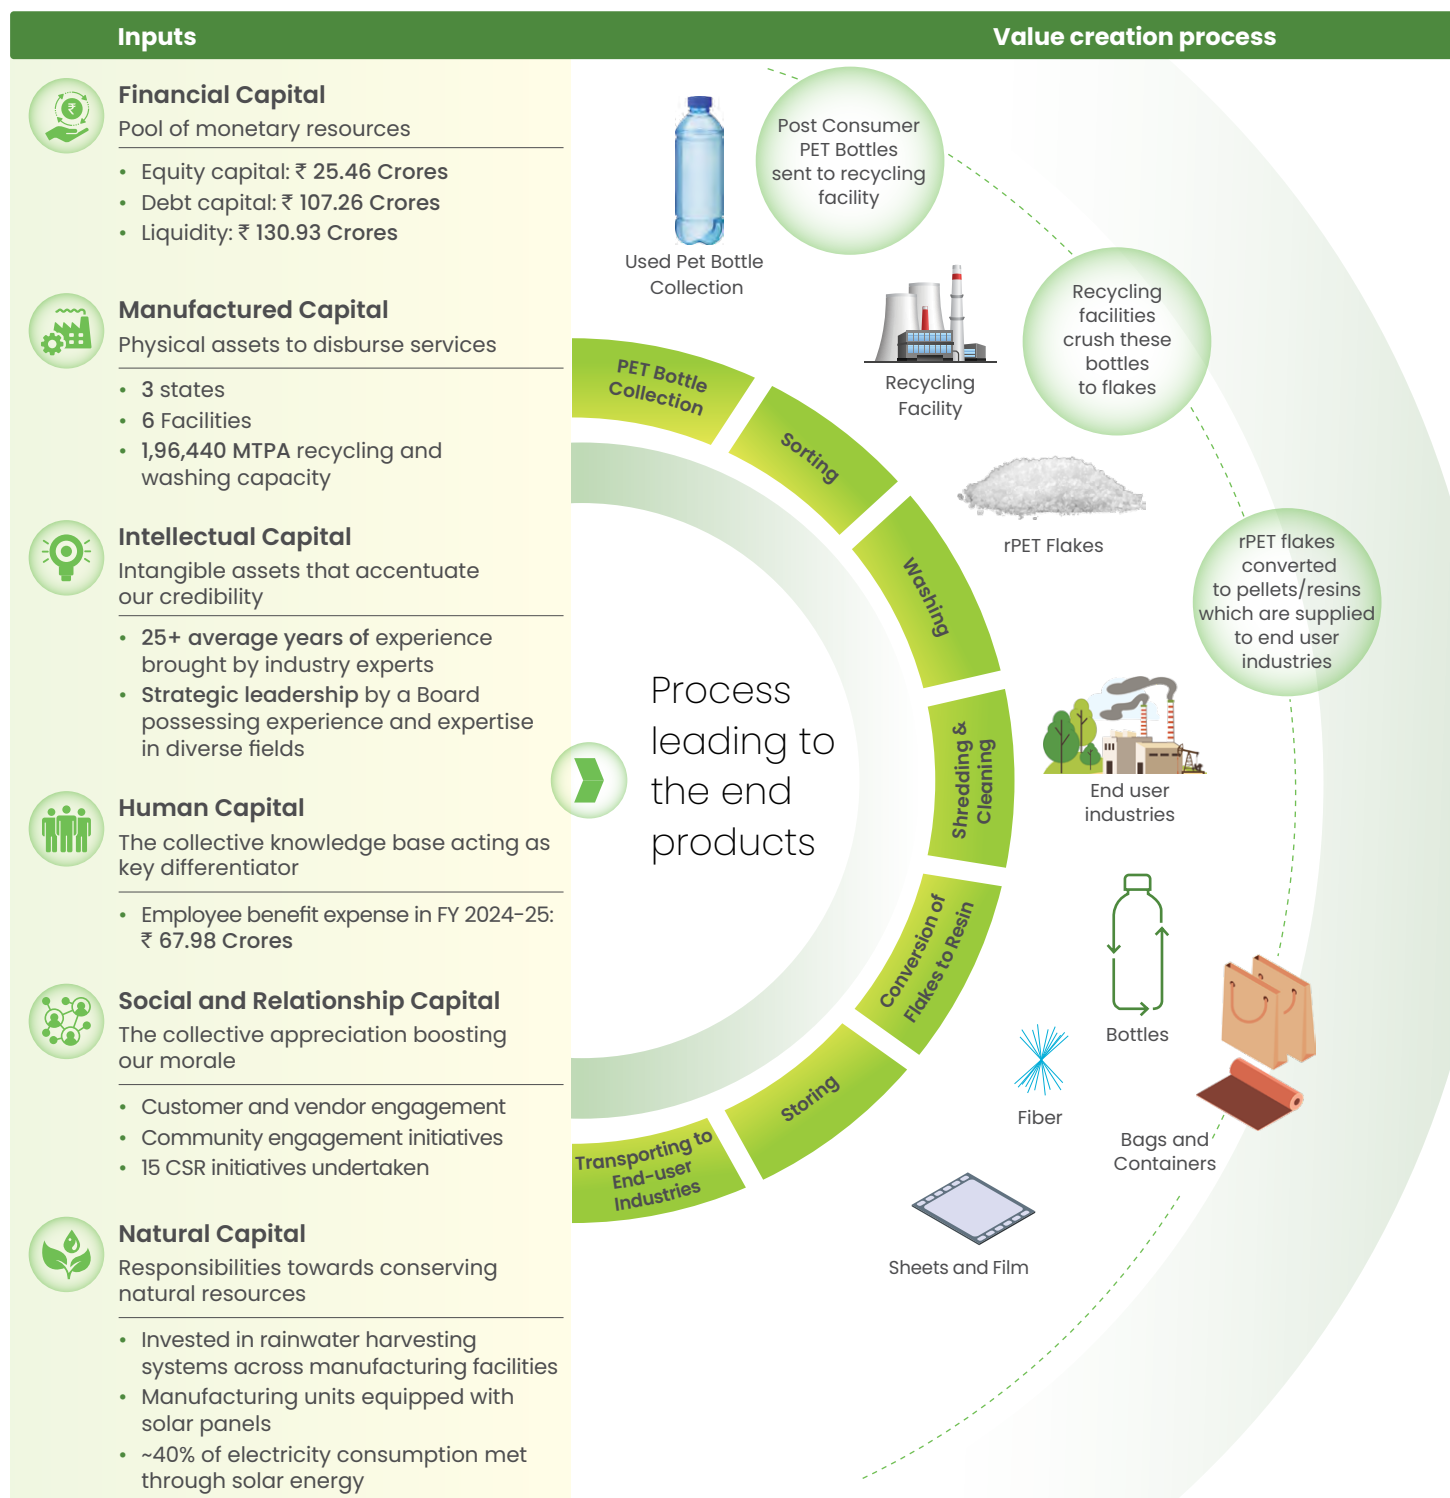 Inputs
Value creation process
Financial Capital
Pool of monetary resources
• Equity capital: ₹ 25.46 Crores
• Debt capital: ₹ 107.26 Crores
• Liquidity: ₹ 130.93 Crores
Manufactured Capital
Physical assets to disburse services
• 3 states
• 6 Facilities
• 1,96,440 MTPA recycling and
washing capacity
Intellectual Capital
Intangible assets that accentuate
our credibility
• 25+ average years of experience
brought by industry experts
• Strategic leadership by a Board
possessing experience and expertise
in diverse fields
Human Capital
The collective knowledge base acting as
key differentiator
• Employee benefit expense in FY 2024-25:
₹ 67.98 Crores
Social and Relationship Capital
The collective appreciation boosting
our morale
• Customer and vendor engagement
• Community engagement initiatives
• 15 CSR initiatives undertaken
Natural Capital
Responsibilities towards conserving
natural resources
• Invested in rainwater harvesting
systems across manufacturing facilities
• Manufacturing units equipped with
solar panels
• ~40% of electricity consumption met
through solar energy
Process
leading to
the end
products
PET Bottle
Collection
Sorting
Washing
Shredding &
Cleaning
Conversion of
Flakes to Resin
Storing
Transporting to
End-user
Industries
Used Pet Bottle
Collection
Post Consumer
PET Bottles
sent to recycling
facility
Recycling
Facility
Recycling
facilities
crush these
bottles
to flakes
rPET Flakes
rPET flakes
converted
to pellets/resins
which are supplied
to end user
industries
End user
industries
Bottles
Fiber
Bags and
Containers
Sheets and Film